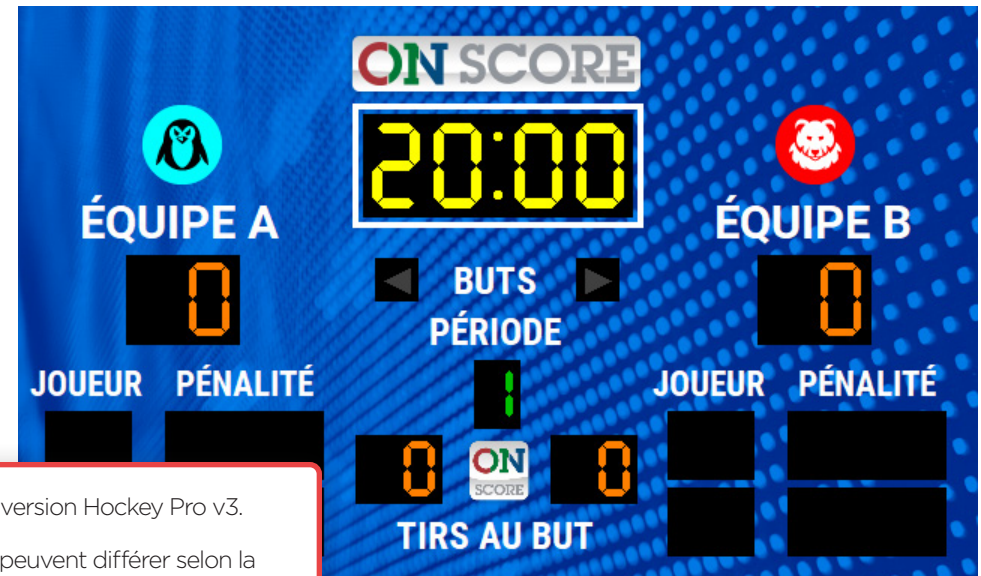 ON SCORE
20:00
ÉQUIPE A
ÉQUIPE B
0
BUTS
0
PÉRIODE
1
JOUEUR PÉNALITÉ
JOUEUR PÉNALITÉ
0
ON
SCORE
0
TIRS AU BUT
version Hockey Pro v3.
peuvent différer selon la